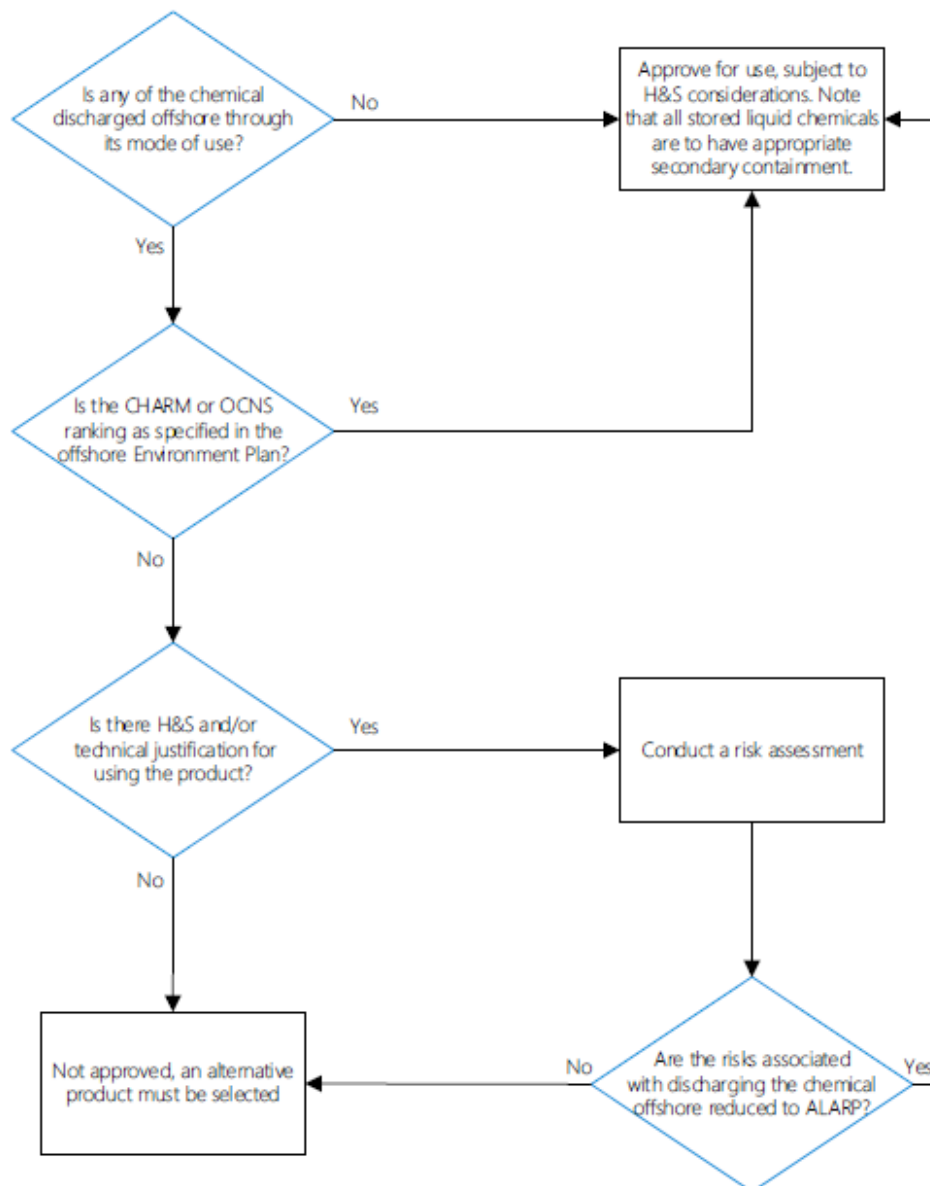 Is any of the chemical
discharged offshore through
its mode of use?
No
Approve for use, subject to
H&S considerations. Note
that all stored liquid chemicals
are to have appropriate
secondary containment.
Yes
Is the CHARM or OCNS
ranking as specified in the
offshore Environment Plan?
Yes
No
Is there H&S and/or
technical justification for
using the product?
Yes
Conduct a risk assessment
No
Not approved, an alternative
product must be selected
No
Are the risks associated
with discharging the chemical
offshore reduced to ALARP?
Yes